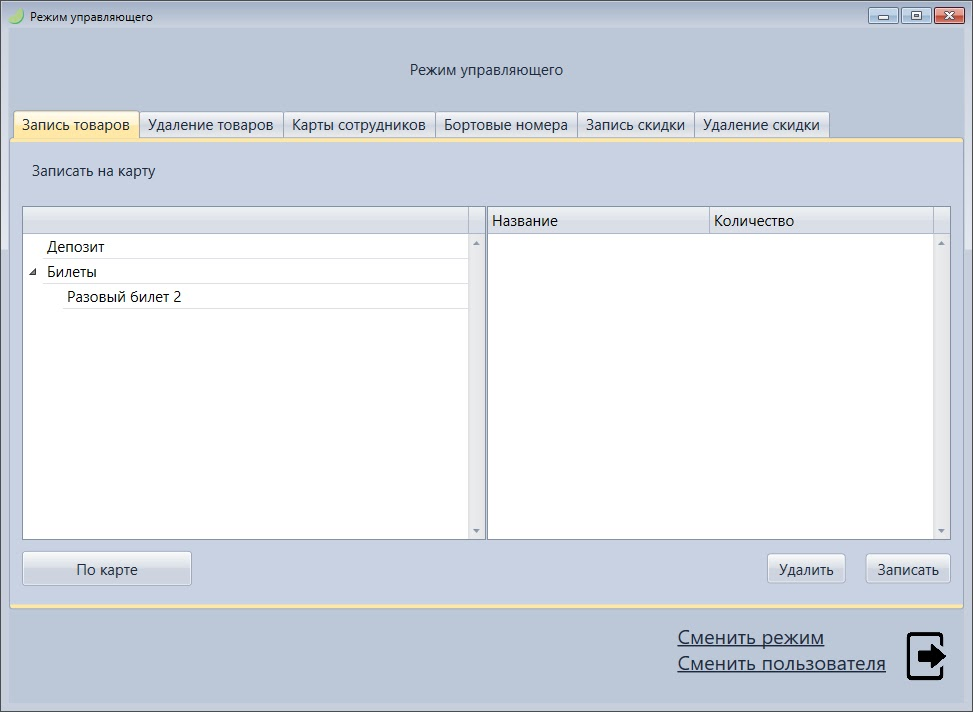 Режим управляющего
Режим управляющего
Запись товаров Удаление товаров Карты сотрудников Бортовые номера Запись скидки Удаление скидки
Записать на карту
Название Количество
Депозит
Билеты
Разовый билет 2
По карте Удалить Записать
Сменить режим
Сменить пользователя